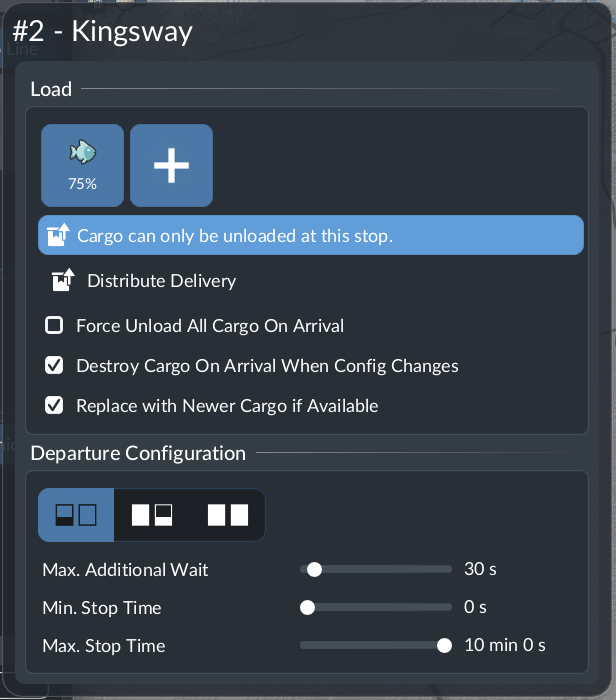 #2 - Kingsway
Line
Load
75%
Cargo can only be unloaded at this stop.
Distribute Delivery
Force Unload All Cargo On Arrival
Destroy Cargo On Arrival When Config Changes
Replace with Newer Cargo if Available
Departure Configuration
Max. Additional Wait 30 s
Min. Stop Time 0 s
Max. Stop Time 10 min 0 s